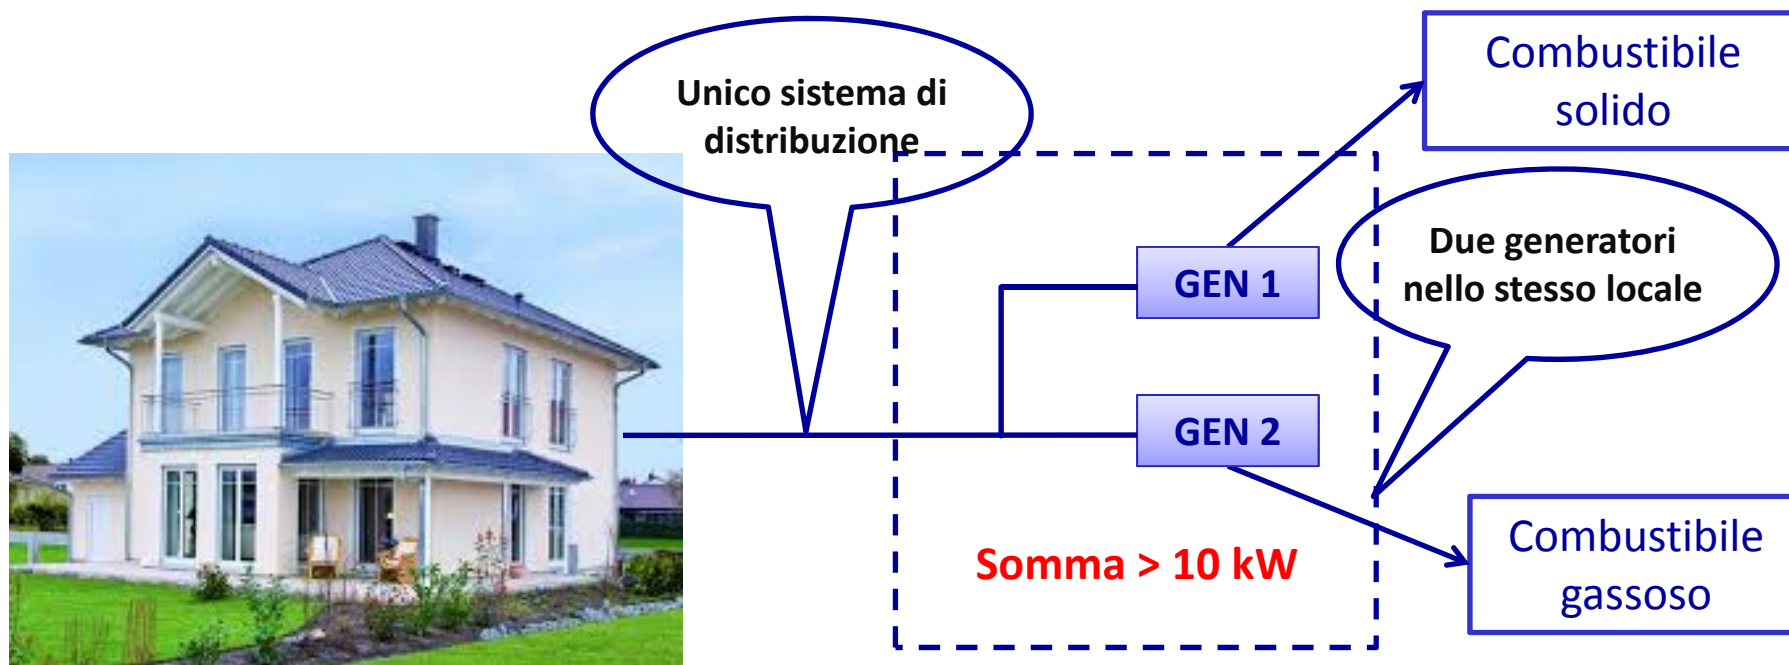 Unico sistema di
distribuzione
Combustibile
solido
GEN 1
Due generatori
nello stesso locale
GEN 2
Somma > 10 kW
Combustibile
gassoso